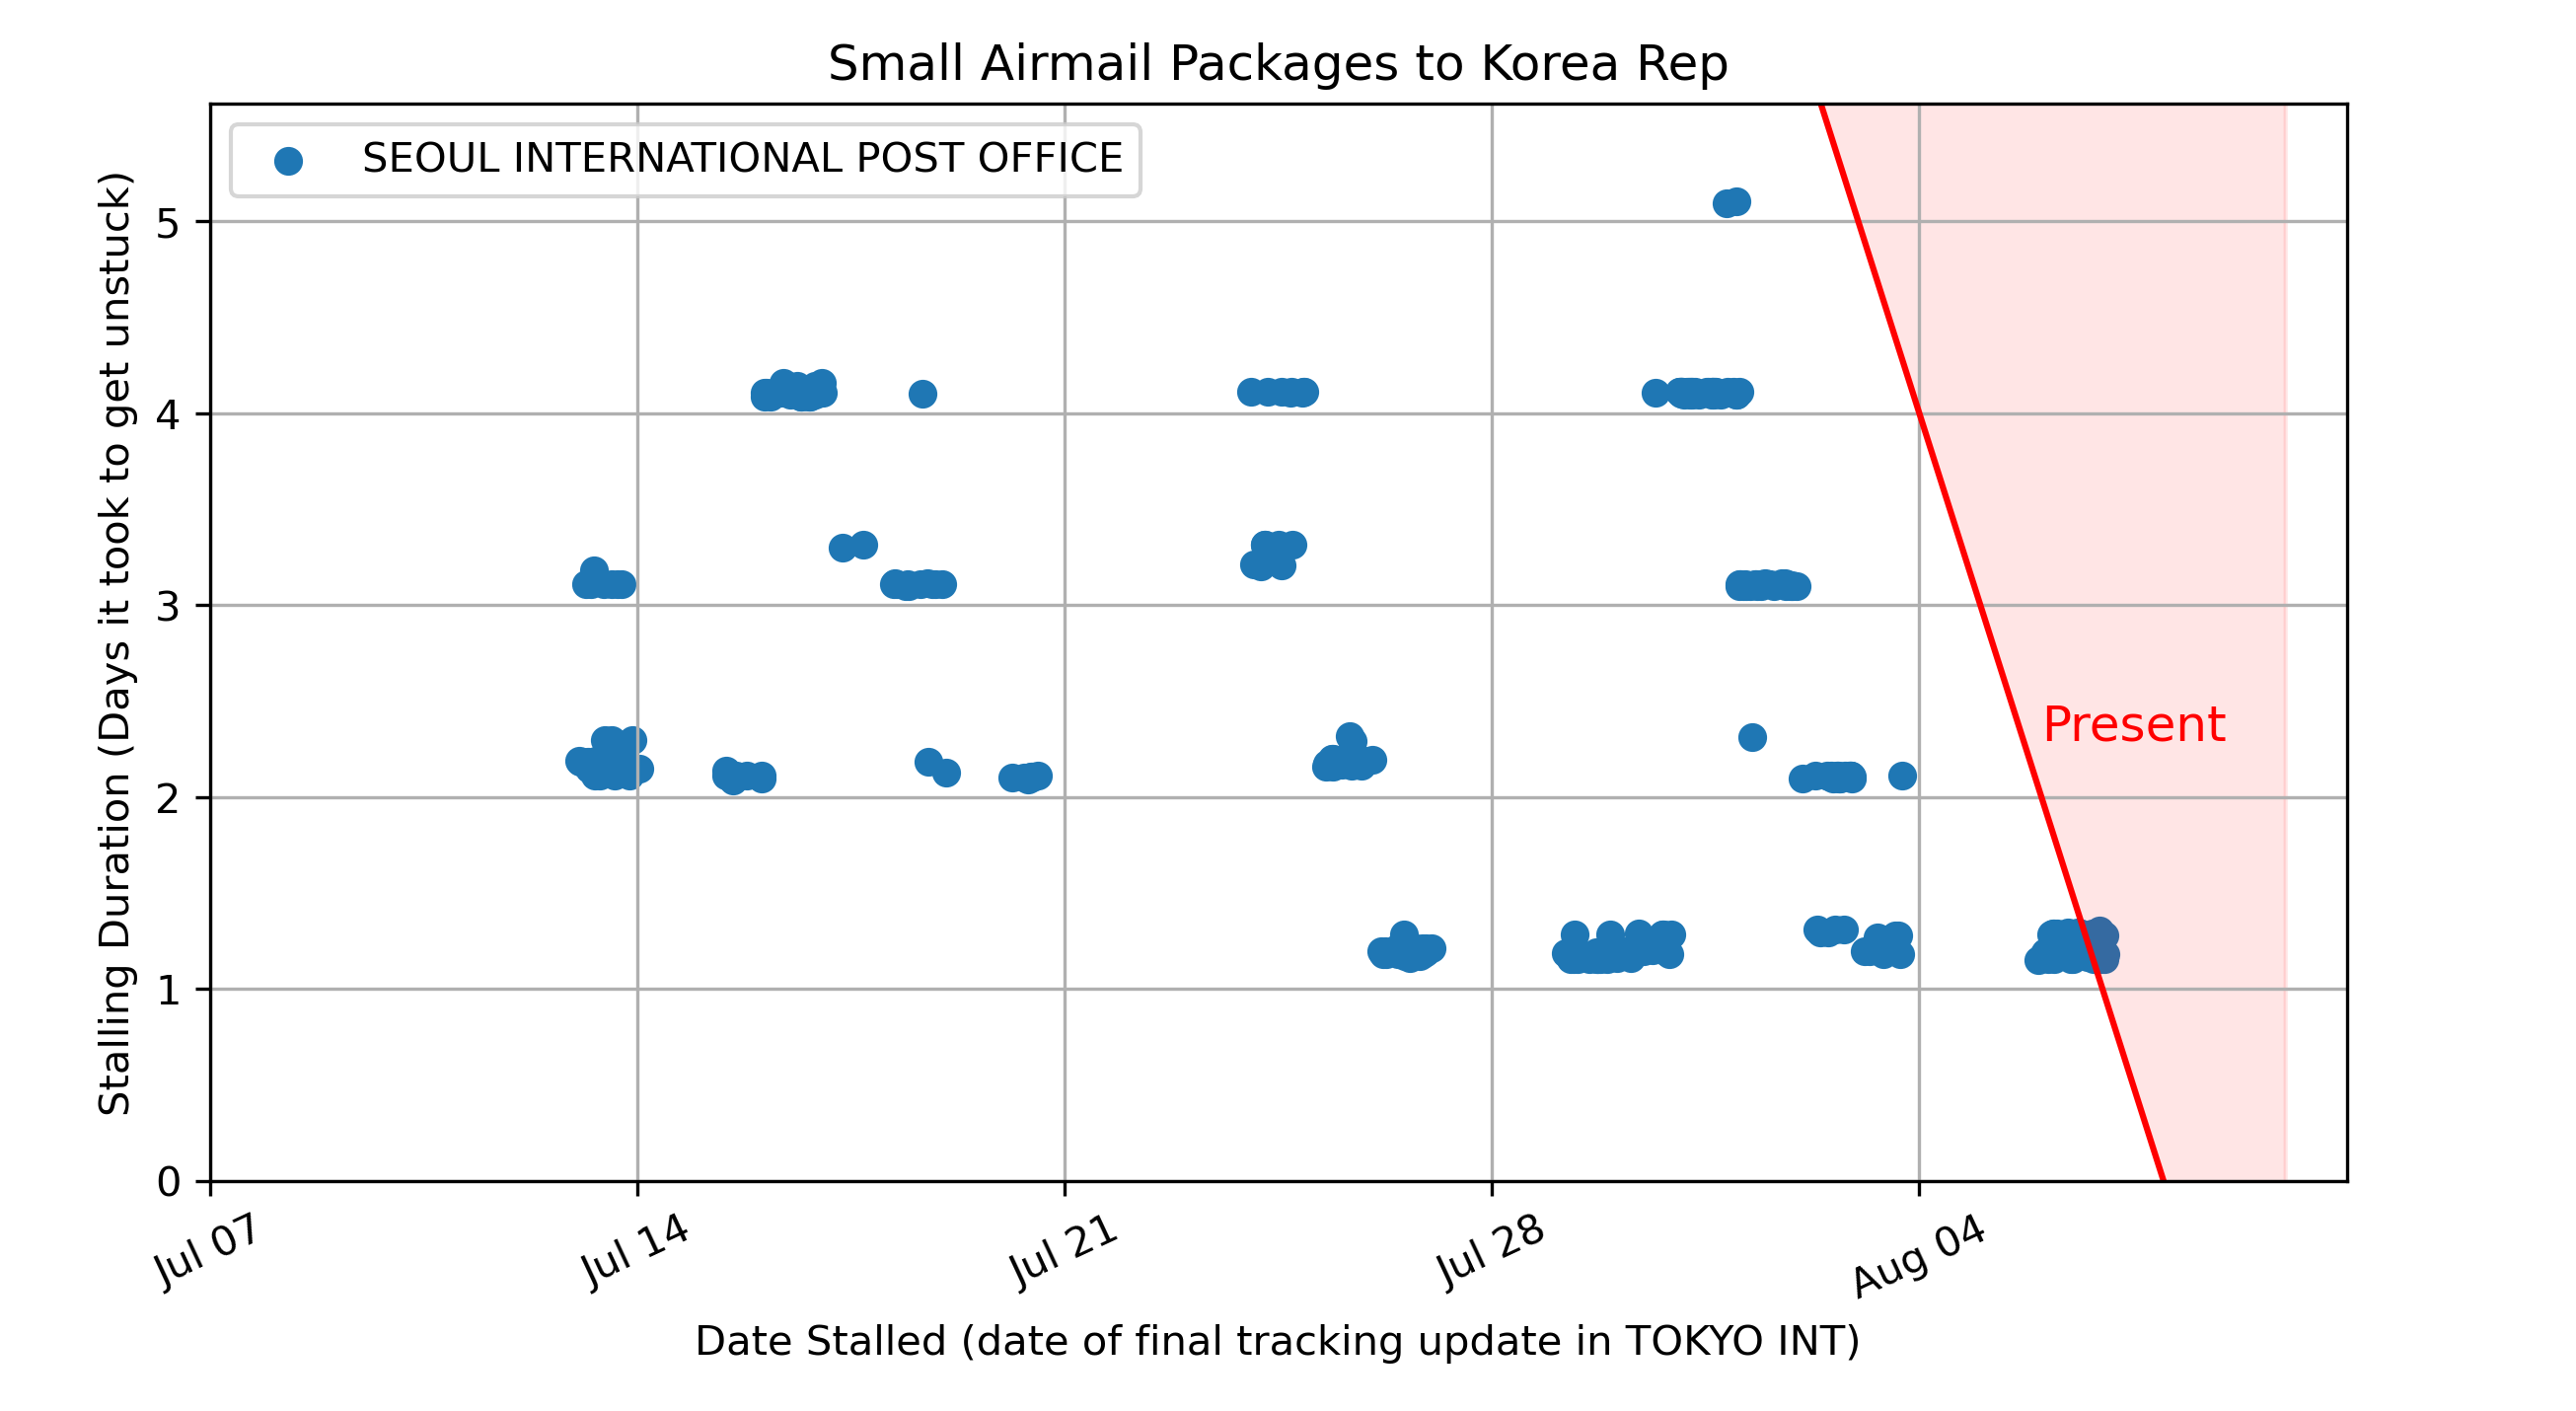 Small Airmail Packages to Korea Rep
SEOUL INTERNATIONAL POST OFFICE
Stalling Duration (Days it took to get unstuck)
5
4
3
2
1
0
Present
Jul 07
Jul 14
Jul 21
Jul 28
Aug 04
Date Stalled (date of final tracking update in TOKYO INT)